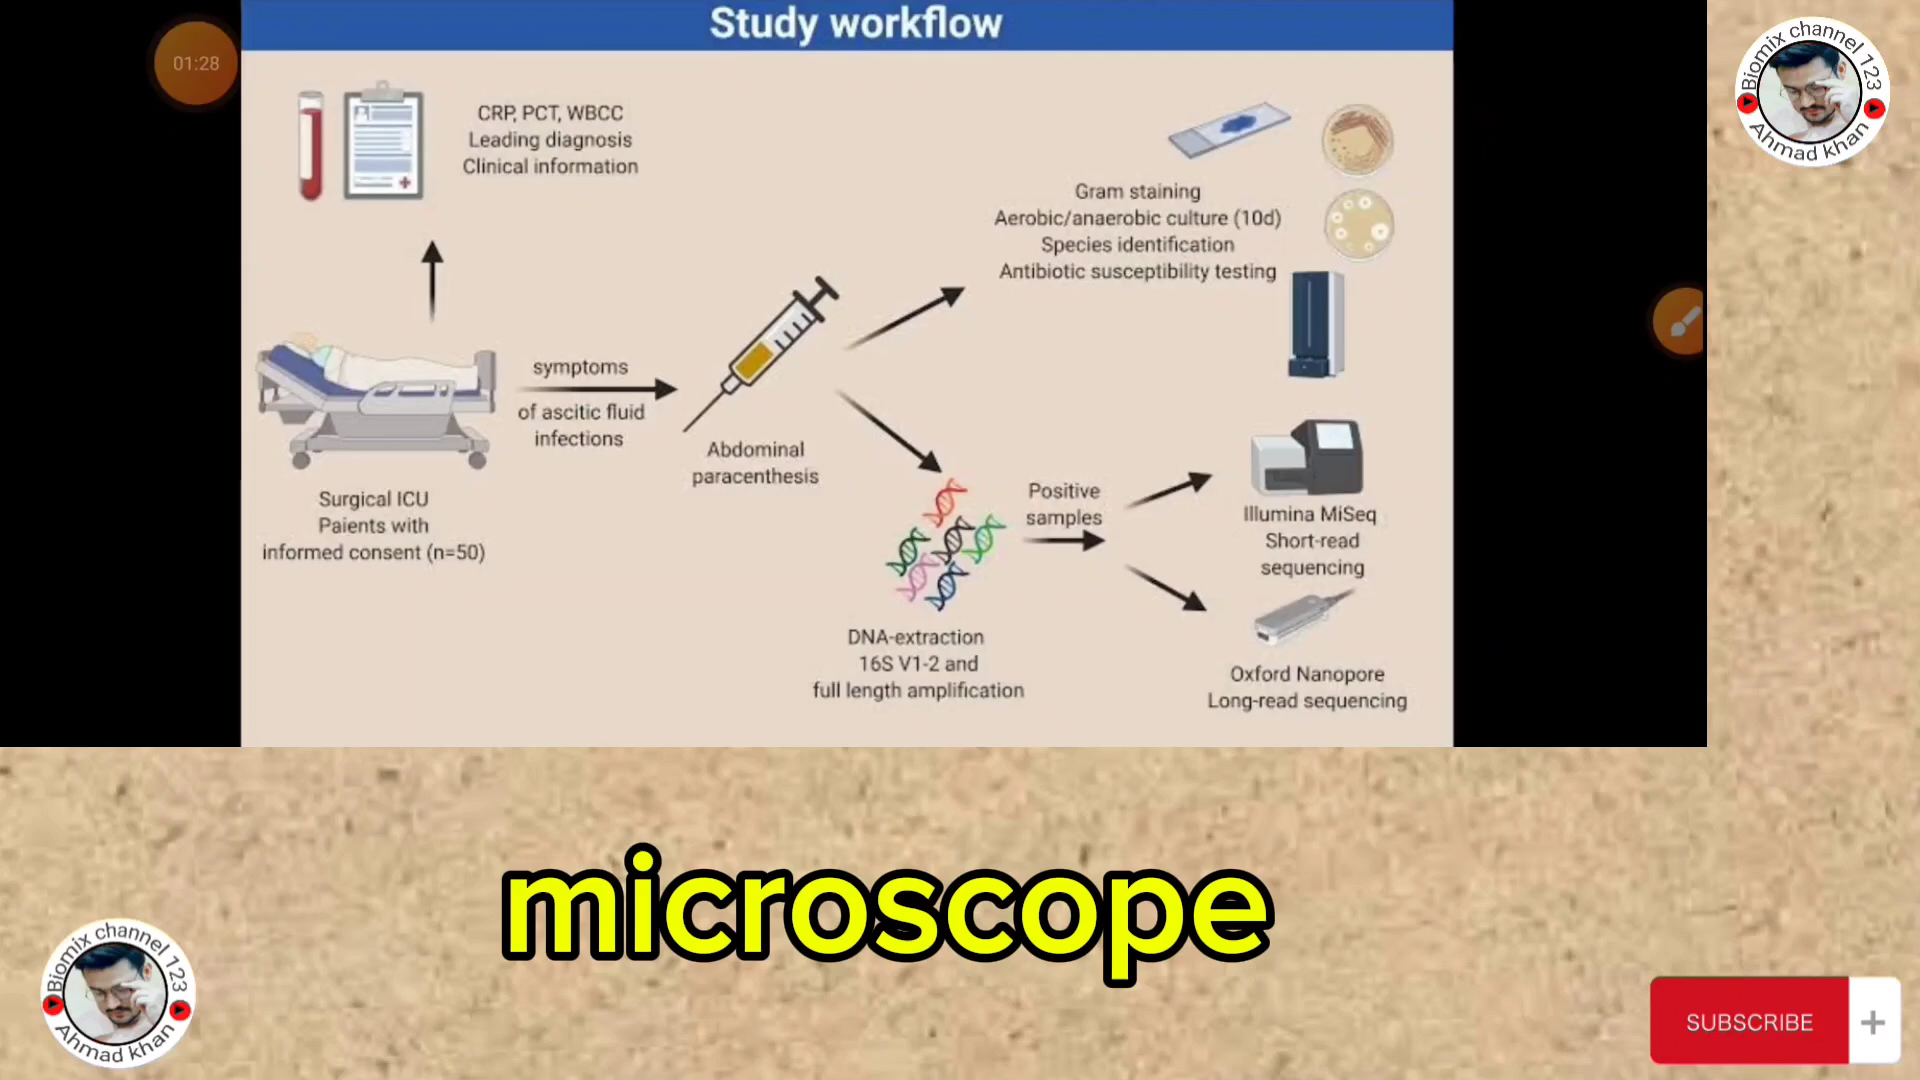 Study workflow
01:28
CRP, PCT, WBCC
Leading diagnosis
Clinical information
Gram staining
Aerobic/anaerobic culture (10d)
Species identification
Antibiotic susceptibility testing
symptoms
of ascitic fluid
infections
Abdominal
paracenthesis
Surgical ICU
Paients with
informed consent (n=50)
Positive
samples
Illumina MiSeq
Short-read
sequencing
DNA-extraction
16S V1-2 and
full length amplification
Oxford Nanopore
Long-read sequencing
Biomix channel 123
Ahmad khan
microscope
Biomix channel 123
Ahmad khan
SUBSCRIBE +